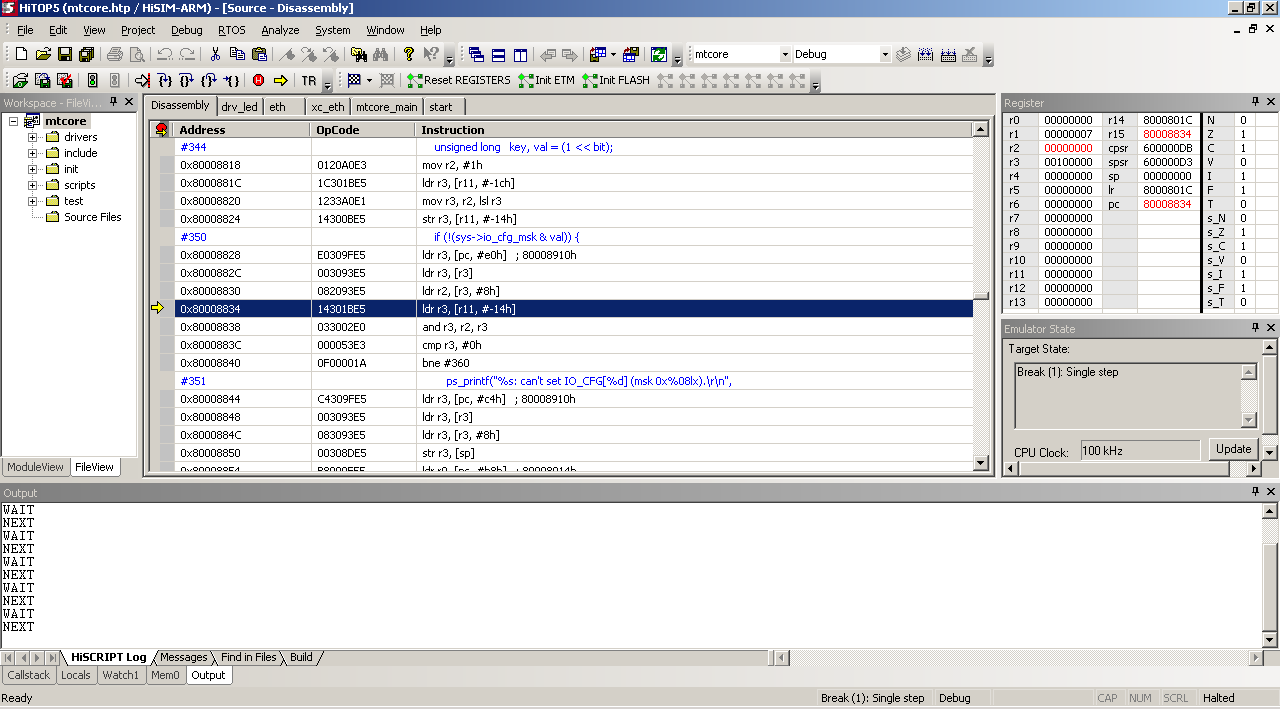 HiTOP5 (mtcore.htp / HiSIM-ARM) - [Source - Disassembly]
File Edit View Project Debug RTOS Analyze System Window Help
mtcore Debug
TR Reset REGISTERS Init ETM Init FLASH
Workspace - FileVi...
mtcore
drivers
include
init
scripts
test
Source Files
ModuleView FileView
Disassembly drv_led eth xc_eth mtcore_main start
Address OpCode Instruction
#344 unsigned long key, val = (1 << bit);
0x80008818 0120A0E3 mov r2, #1h
0x8000881C 1C301BE5 ldr r3, [r11, #-1ch]
0x80008820 1233A0E1 mov r3, r2, lsl r3
0x80008824 14300BE5 str r3, [r11, #-14h]
#350 if (!(sys->io_cfg_msk & val)) {
0x80008828 E0309FE5 ldr r3, [pc, #e0h] ; 80008910h
0x8000882C 003093E5 ldr r3, [r3]
0x80008830 082093E5 ldr r2, [r3, #8h]
0x80008834 14301BE5 ldr r3, [r11, #-14h]
0x80008838 033002E0 and r3, r2, r3
0x8000883C 000053E3 cmp r3, #0h
0x80008840 0F00001A bne #360
#351 ps_printf("%s: can't set IO_CFG[%d] (msk 0x%08lx).\r\n",
0x80008844 C4309FE5 ldr r3, [pc, #c4h] ; 80008910h
0x80008848 003093E5 ldr r3, [r3]
0x8000884C 083093E5 ldr r3, [r3, #8h]
0x80008850 00308DE5 str r3, [sp]
Register
r0 00000000 r14 8000801C N 0
r1 00000007 r15 80008834 Z 1
r2 00000000 cpsr 600000DB C 1
r3 00100000 spsr 600000D3 V 0
r4 00000000 sp 00000000 I 1
r5 00000000 lr 8000801C F 1
r6 00000000 pc 80008834 T 0
r7 00000000 s_N 0
r8 00000000 s_Z 1
r9 00000000 s_C 1
r10 00000000 s_V 0
r11 00000000 s_I 1
r12 00000000 s_F 1
r13 00000000 s_T 0
Emulator State
Target State:
Break (1): Single step
CPU Clock: 100 kHz Update
Output
WAIT
NEXT
WAIT
NEXT
WAIT
NEXT
WAIT
NEXT
WAIT
NEXT
HiSCRIPT Log Messages Find in Files Build
Callstack Locals Watch1 Mem0 Output
Ready Break (1): Single step Debug CAP NUM SCRL Halted